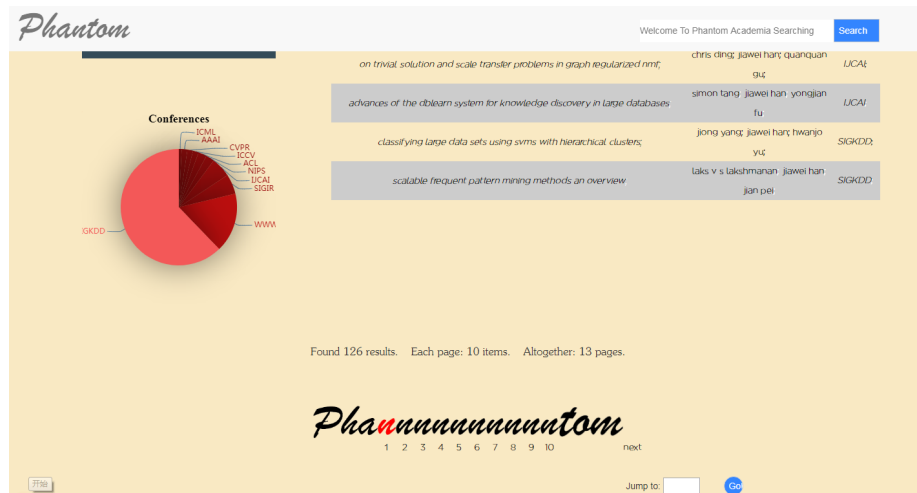 Phantom
Welcome To Phantom Academia Searching Search
on trivial solution and scale transfer problems in graph regularized nmf; chris ding; jiawei han; quanquan gu; IJCAI;
advances of the dblearn system for knowledge discovery in large databases simon tang jiawei han yongjian fu IJCAI
classifying large data sets using svms with hierarchical clusters; jiong yang; jiawei han; hwanjo yu; SIGKDD;
scalable frequent pattern mining methods an overview laks v s lakshmanan jiawei han jian pei SIGKDD
Conferences
ICML
AAAI
CVPR
ICCV
ACL
NIPS
IJCAI
SIGIR
WWW
IGKDD
Found 126 results. Each page: 10 items. Altogether: 13 pages.
Phannnnnnnnnntom
1 2 3 4 5 6 7 8 9 10 next
开始
Jump to: Go